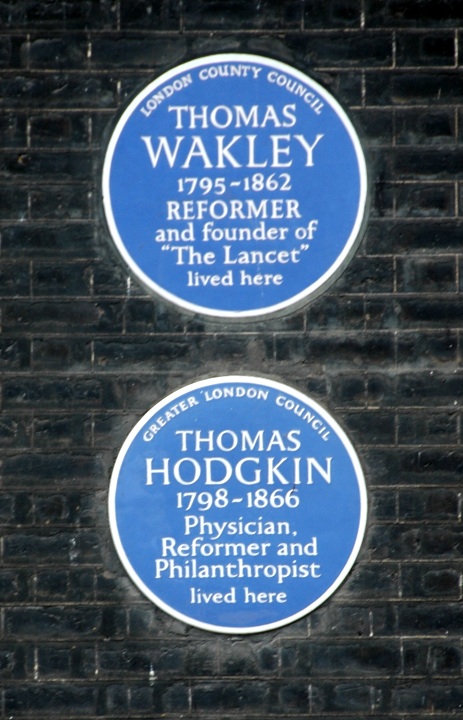 LONDON COUNTY COUNCIL
THOMAS
WAKLEY
1795-1862
REFORMER
and founder of
"The Lancet"
lived here
GREATER LONDON COUNCIL
THOMAS
HODGKIN
1798-1866
Physician,
Reformer and
Philanthropist
lived here